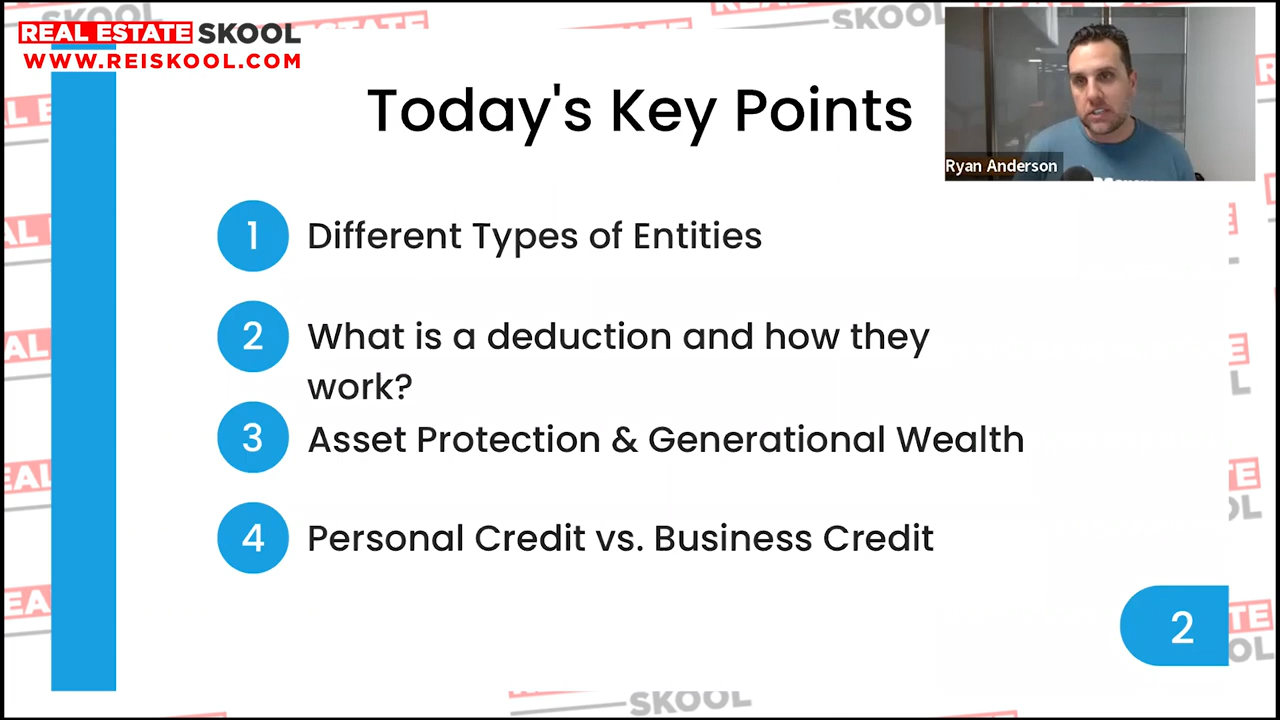 REAL ESTATE SKOOL
WWW.REISKOOL.COM
Today's Key Points
Ryan Anderson
1 Different Types of Entities
2 What is a deduction and how they
work?
3 Asset Protection & Generational Wealth
4 Personal Credit vs. Business Credit
2
SKOOL